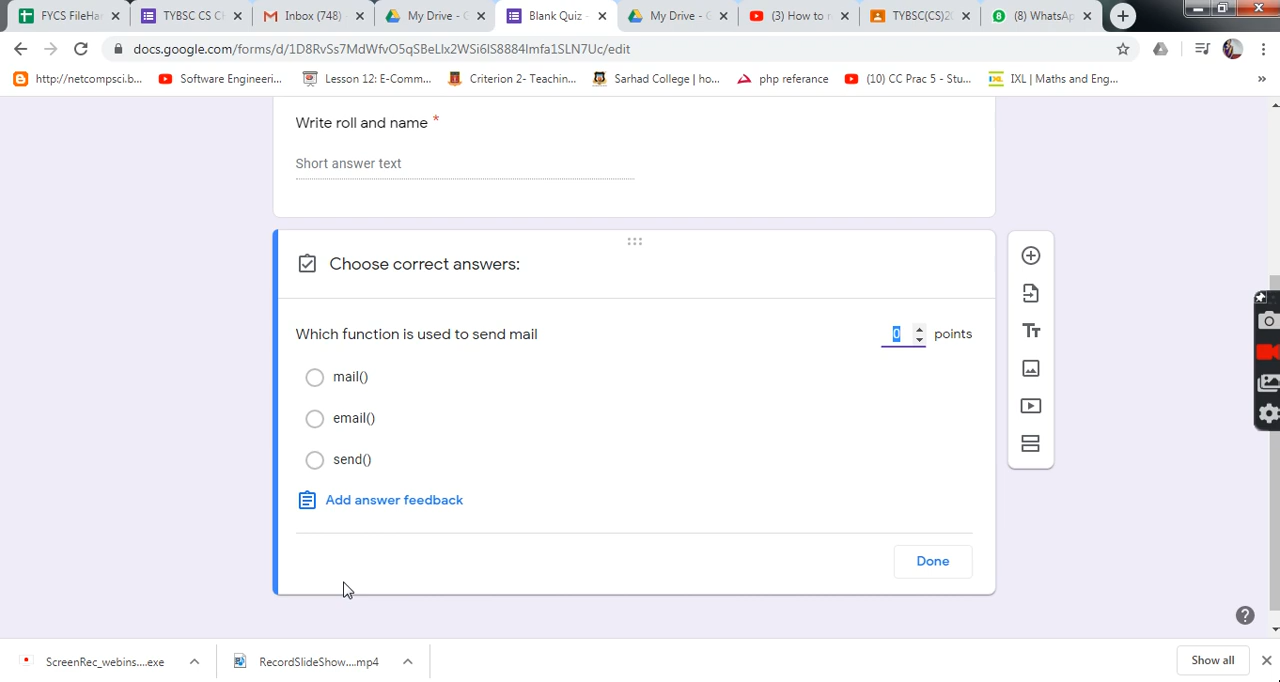 FYCS FileHa
TYBSC CS C
Inbox (748) -
My Drive - G
Blank Quiz -
My Drive - G
(3) How to
TYBSC(CS)2
(8) WhatsAp
docs.google.com/forms/d/1D8RvSs7MdWfvO5qSBeLlx2WSi6IS8884Imfa1SLN7Uc/edit
http://netcompsci.b...
Software Engineeri...
Lesson 12: E-Comm...
Criterion 2- Teachin...
Sarhad College | ho...
php referance
(10) CC Prac 5 - Stu...
IXL | Maths and Eng...
»
Write roll and name *
Short answer text
Choose correct answers:
Which function is used to send mail
0 points
mail()
email()
send()
Add answer feedback
Done
ScreenRec_webins....exe
RecordSlideShow....mp4
Show all